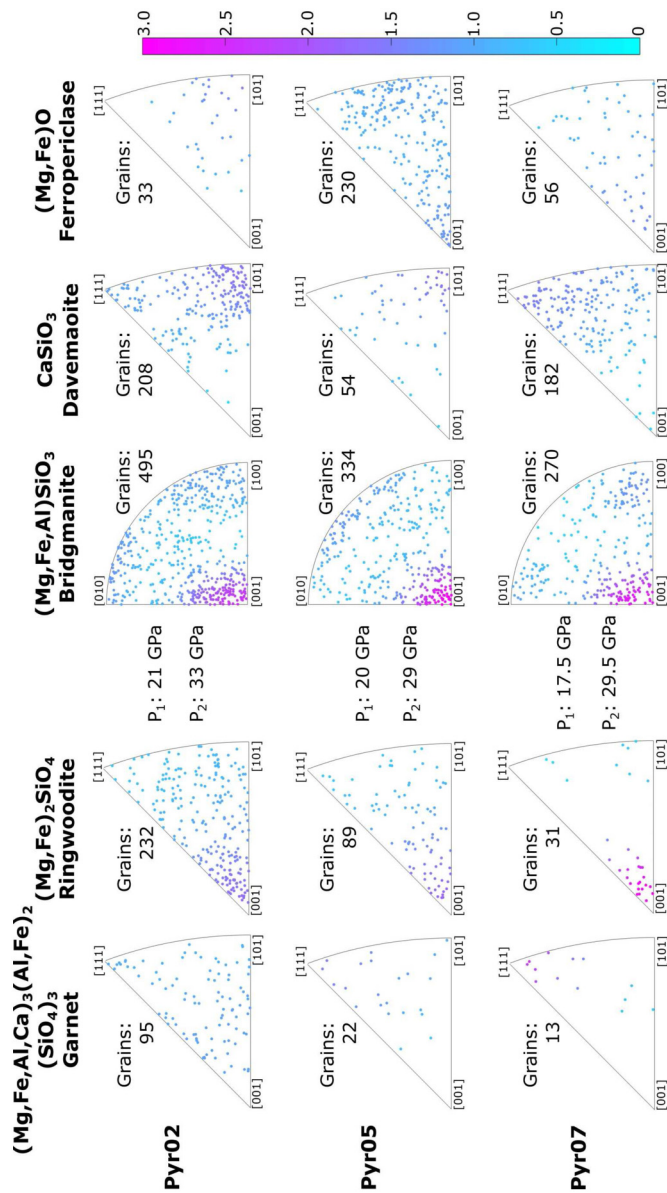 (Mg,Fe,Al,Ca)₃(Al,Fe)₂
(SiO₄)₃
Garnet
(Mg,Fe)₂SiO₄
Ringwoodite
(Mg,Fe,Al)SiO₃
Bridgmanite
CaSiO₃
Davemaoite
(Mg,Fe)O
Ferropericlase
Pyr02
Grains:
95
[111]
[001]
[101]
Grains:
232
[111]
[001]
[101]
P₁: 21 GPa
P₂: 33 GPa
[010]
Grains:
495
[001]
[100]
Grains:
208
[111]
[001]
[101]
Grains:
33
[111]
[001]
[101]
Pyr05
Grains:
22
[111]
[001]
[101]
Grains:
89
[111]
[001]
[101]
P₁: 20 GPa
P₂: 29 GPa
[010]
Grains:
334
[001]
[100]
Grains:
54
[111]
[001]
[101]
Grains:
230
[111]
[001]
[101]
Pyr07
Grains:
13
[111]
[001]
[101]
Grains:
31
[111]
[001]
[101]
P₁: 17.5 GPa
P₂: 29.5 GPa
[010]
Grains:
270
[001]
[100]
Grains:
182
[111]
[001]
[101]
Grains:
56
[111]
[001]
[101]
3.0
2.5
2.0
1.5
1.0
0.5
0